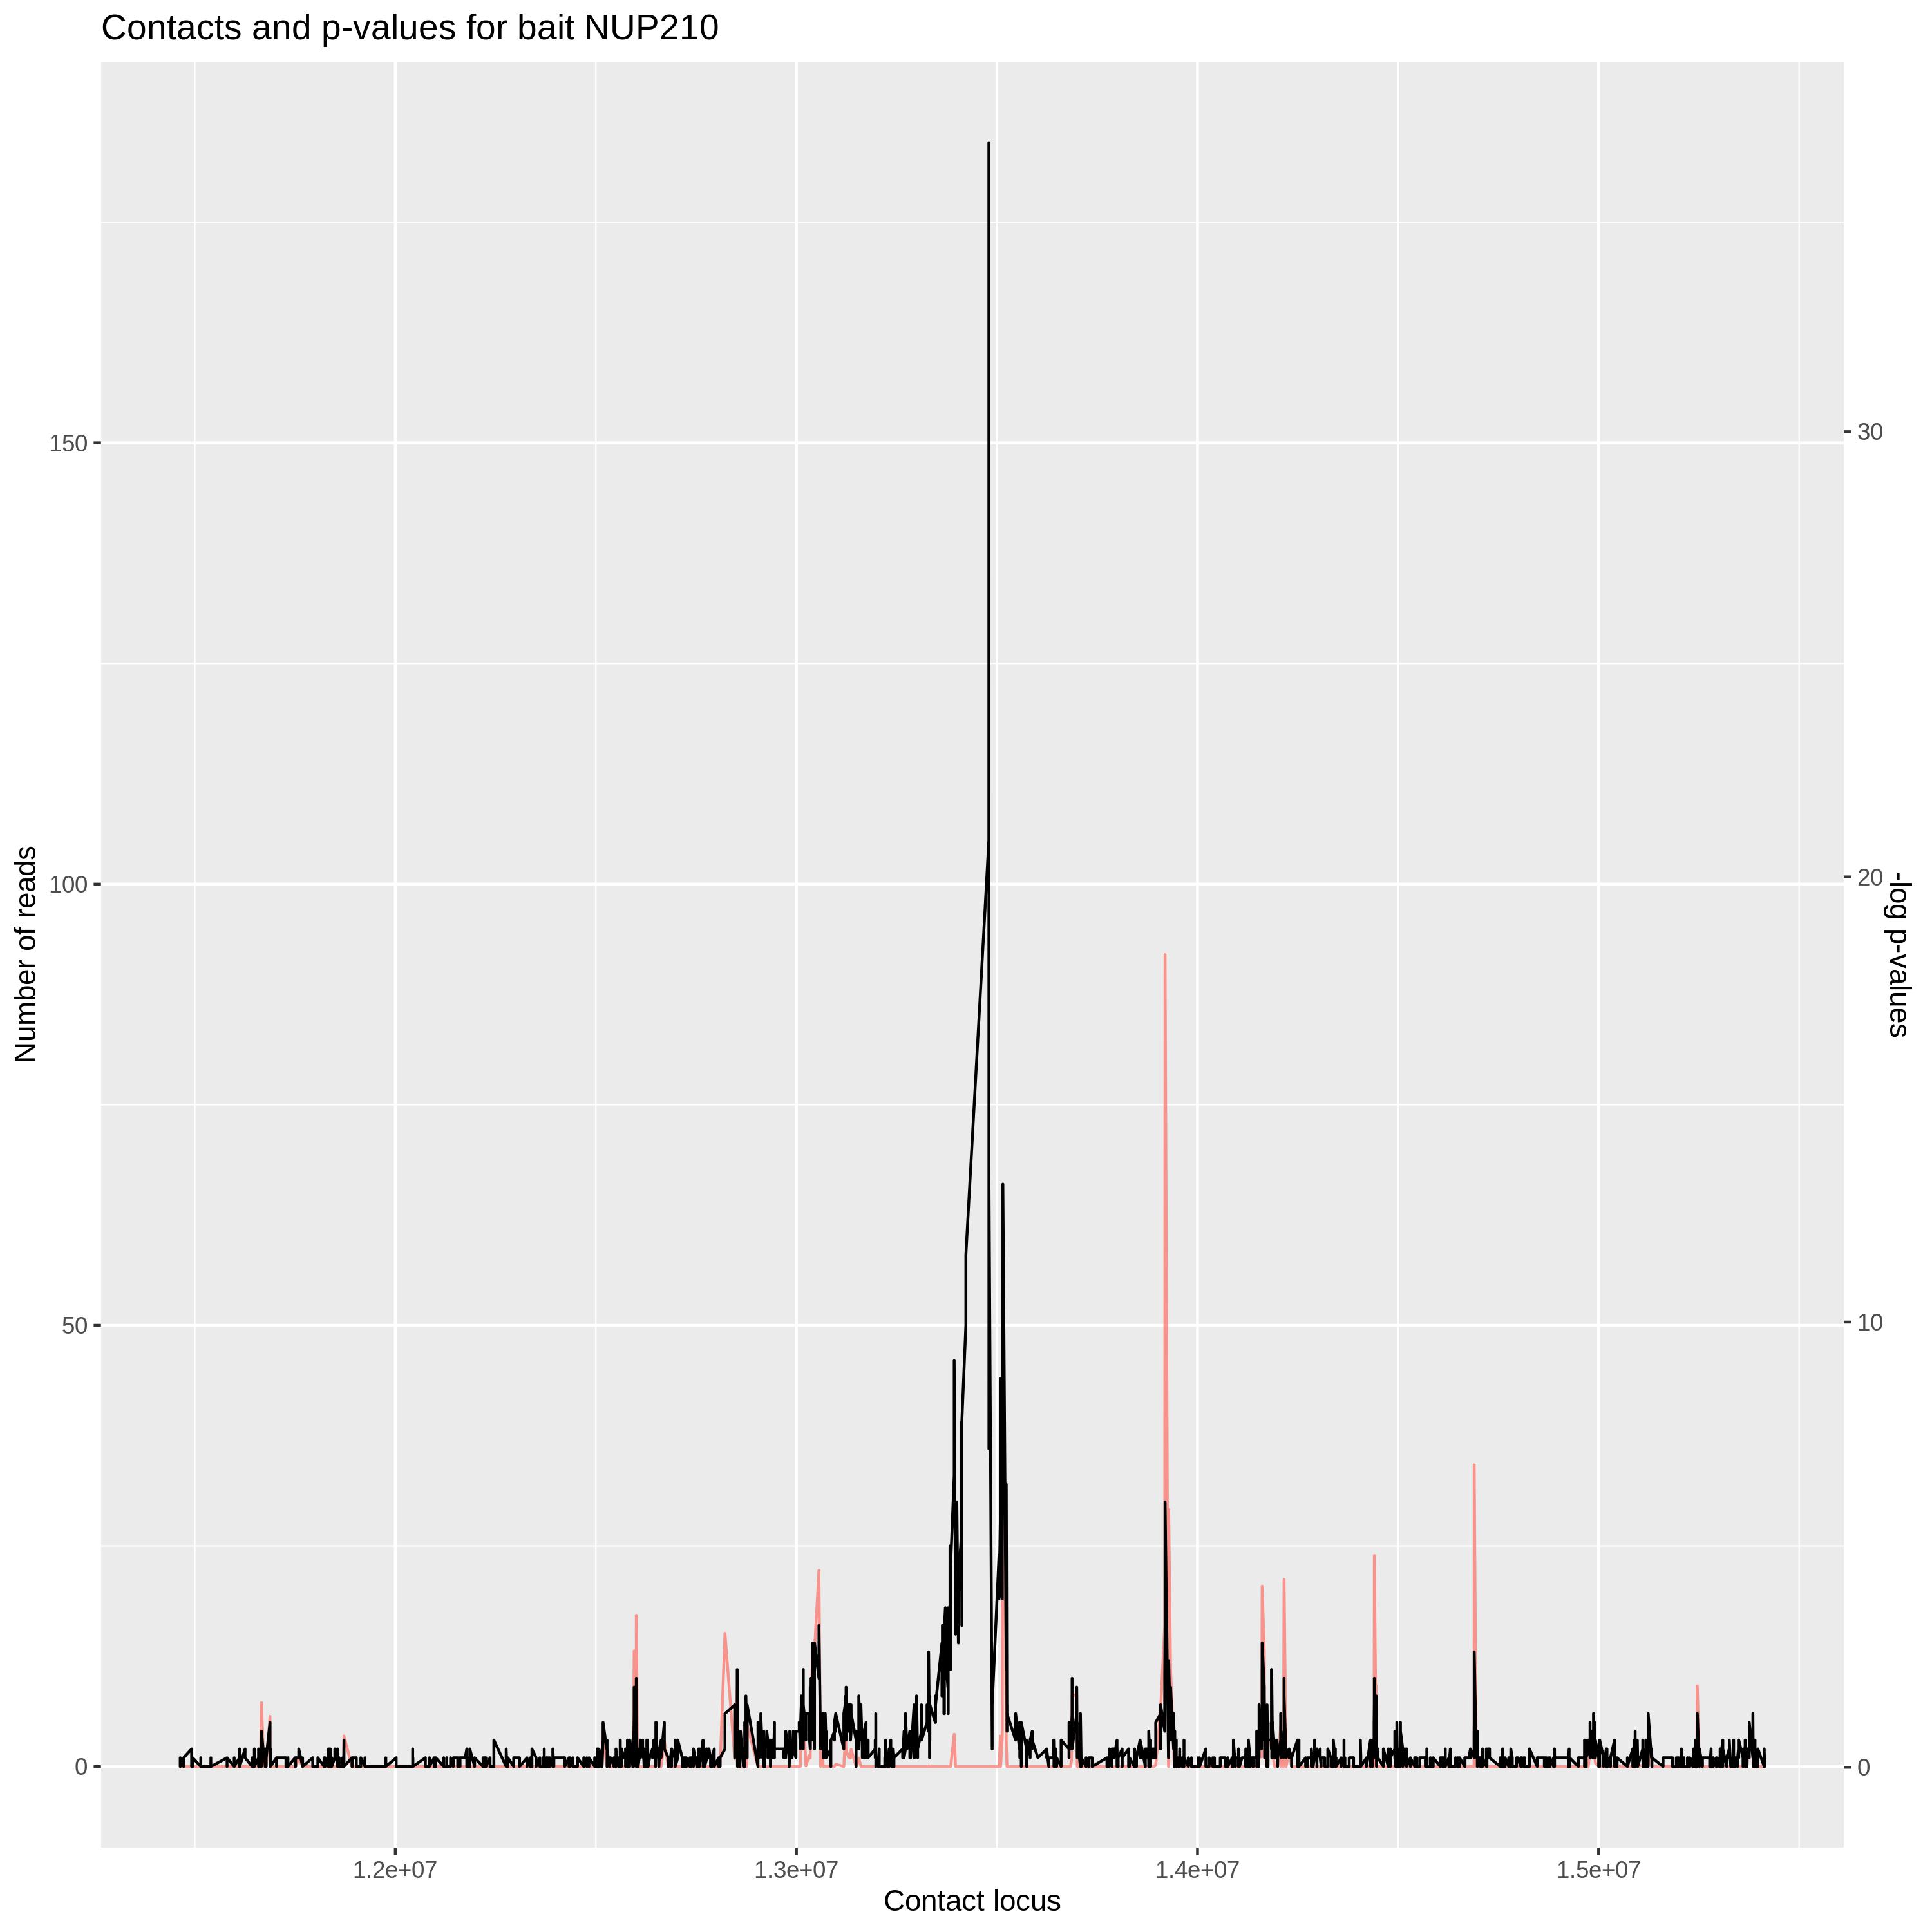 Contacts and p-values for bait NUP210
150
100
50
0
30
20
10
0
Number of reads
-log p-values
1.2e+07
1.3e+07
1.4e+07
1.5e+07
Contact locus